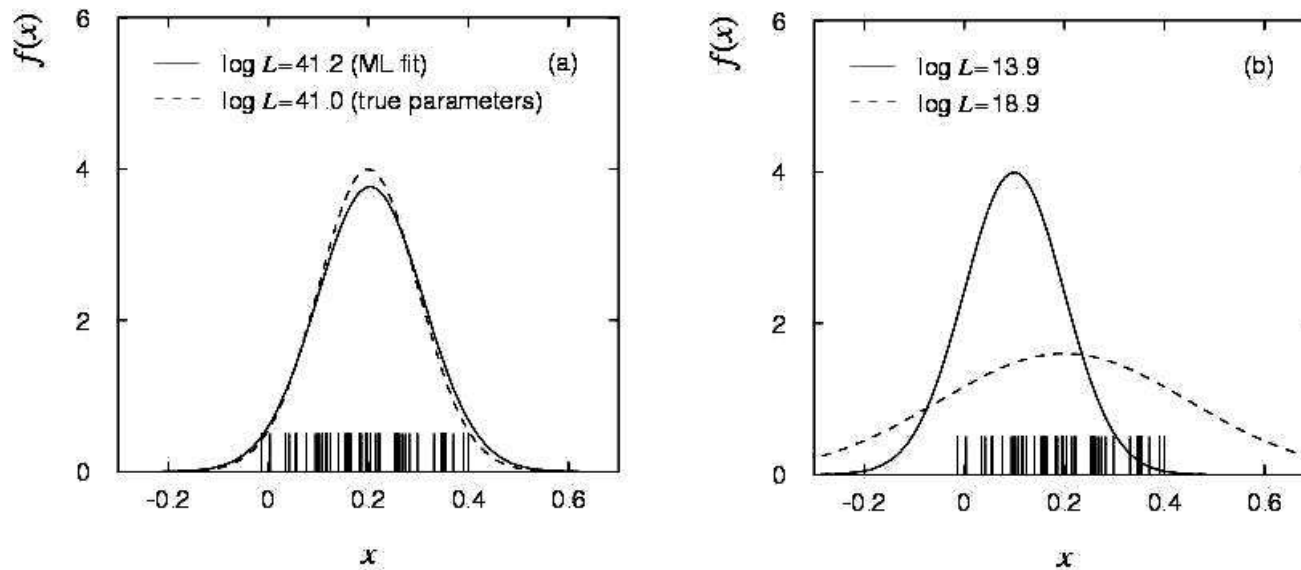 f(x)
6
4
2
0
log L=41.2 (ML fit)
(a)
log L=41.0 (true parameters)
-0.2 0 0.2 0.4 0.6
x
f(x)
6
4
2
0
log L=13.9
(b)
log L=18.9
-0.2 0 0.2 0.4 0.6
x